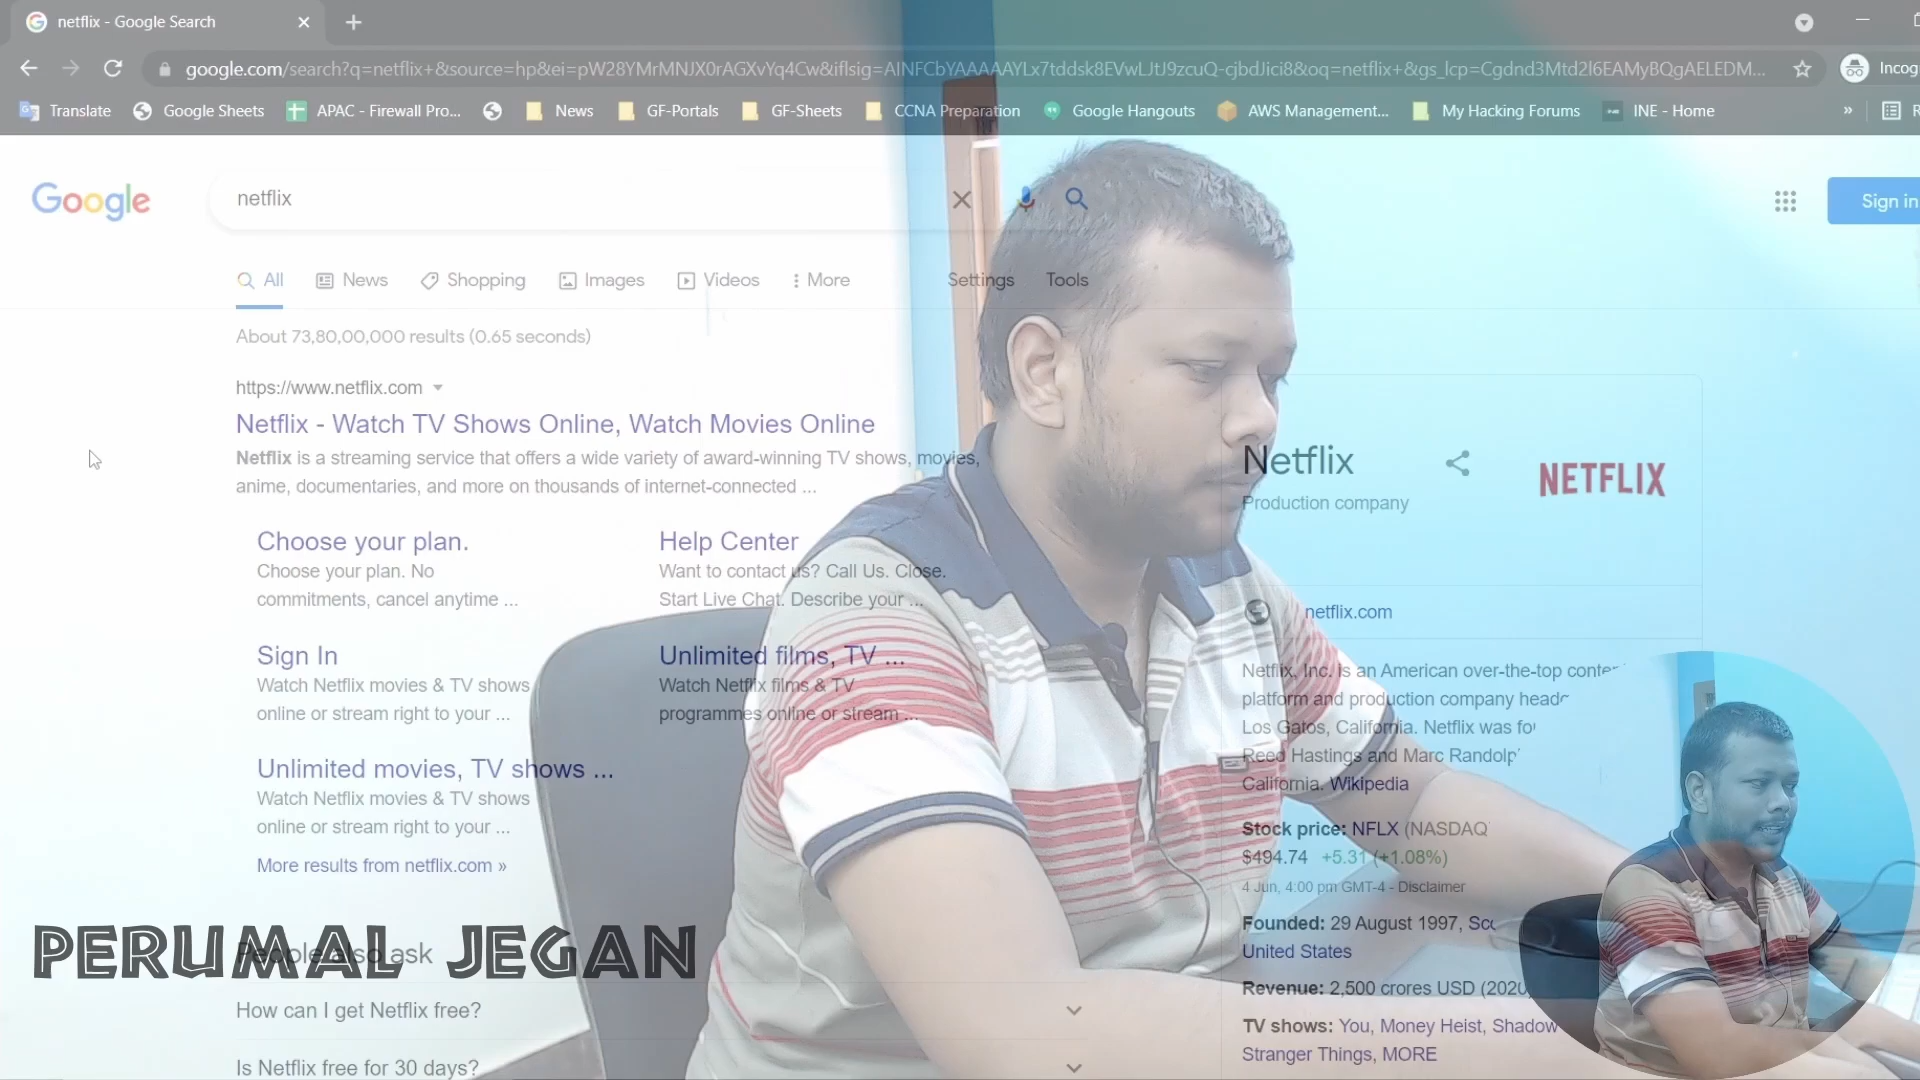 netflix - Google Search
google.com/search?q=netflix+&source=hp&ei=pW28YMrMNJX0rAGXvYq4Cw&iflsig=AINFCbYAAAAAYLx7tddsk8EVwLJtJ9zcuQ-cjbdJici8&oq=netflix+&gs_lcp=Cgdnd3Mtd2l6EAMyBQgAELEDM...
Incog
Translate Google Sheets APAC - Firewall Pro... News GF-Portals GF-Sheets CCNA Preparation Google Hangouts AWS Management... My Hacking Forums INE - Home » R
Google
netflix
Sign in
All News Shopping Images Videos More Settings Tools
About 73,80,00,000 results (0.65 seconds)
https://www.netflix.com
Netflix - Watch TV Shows Online, Watch Movies Online
Netflix is a streaming service that offers a wide variety of award-winning TV shows, movies,
anime, documentaries, and more on thousands of internet-connected ...
Choose your plan.
Choose your plan. No
commitments, cancel anytime ...
Help Center
Want to contact us? Call Us. Close.
Start Live Chat. Describe your ...
Sign In
Watch Netflix movies & TV shows
online or stream right to your ...
Unlimited films, TV ...
Watch Netflix films & TV
programmes online or stream ...
Unlimited movies, TV shows ...
Watch Netflix movies & TV shows
online or stream right to your ...
More results from netflix.com »
People also ask
How can I get Netflix free?
Is Netflix free for 30 days?
PERUMAL JEGAN
Netflix
Production company
NETFLIX
netflix.com
Netflix, Inc. is an American over-the-top conte
platform and production company head
Los Gatos, California. Netflix was fo
Reed Hastings and Marc Randolp
California. Wikipedia
Stock price: NFLX (NASDAQ
$494.74 +5.31 (+1.08%)
4 Jun, 4:00 pm GMT-4 - Disclaimer
Founded: 29 August 1997, Sc
United States
Revenue: 2,500 crores USD (2020
TV shows: You, Money Heist, Shadow
Stranger Things, MORE